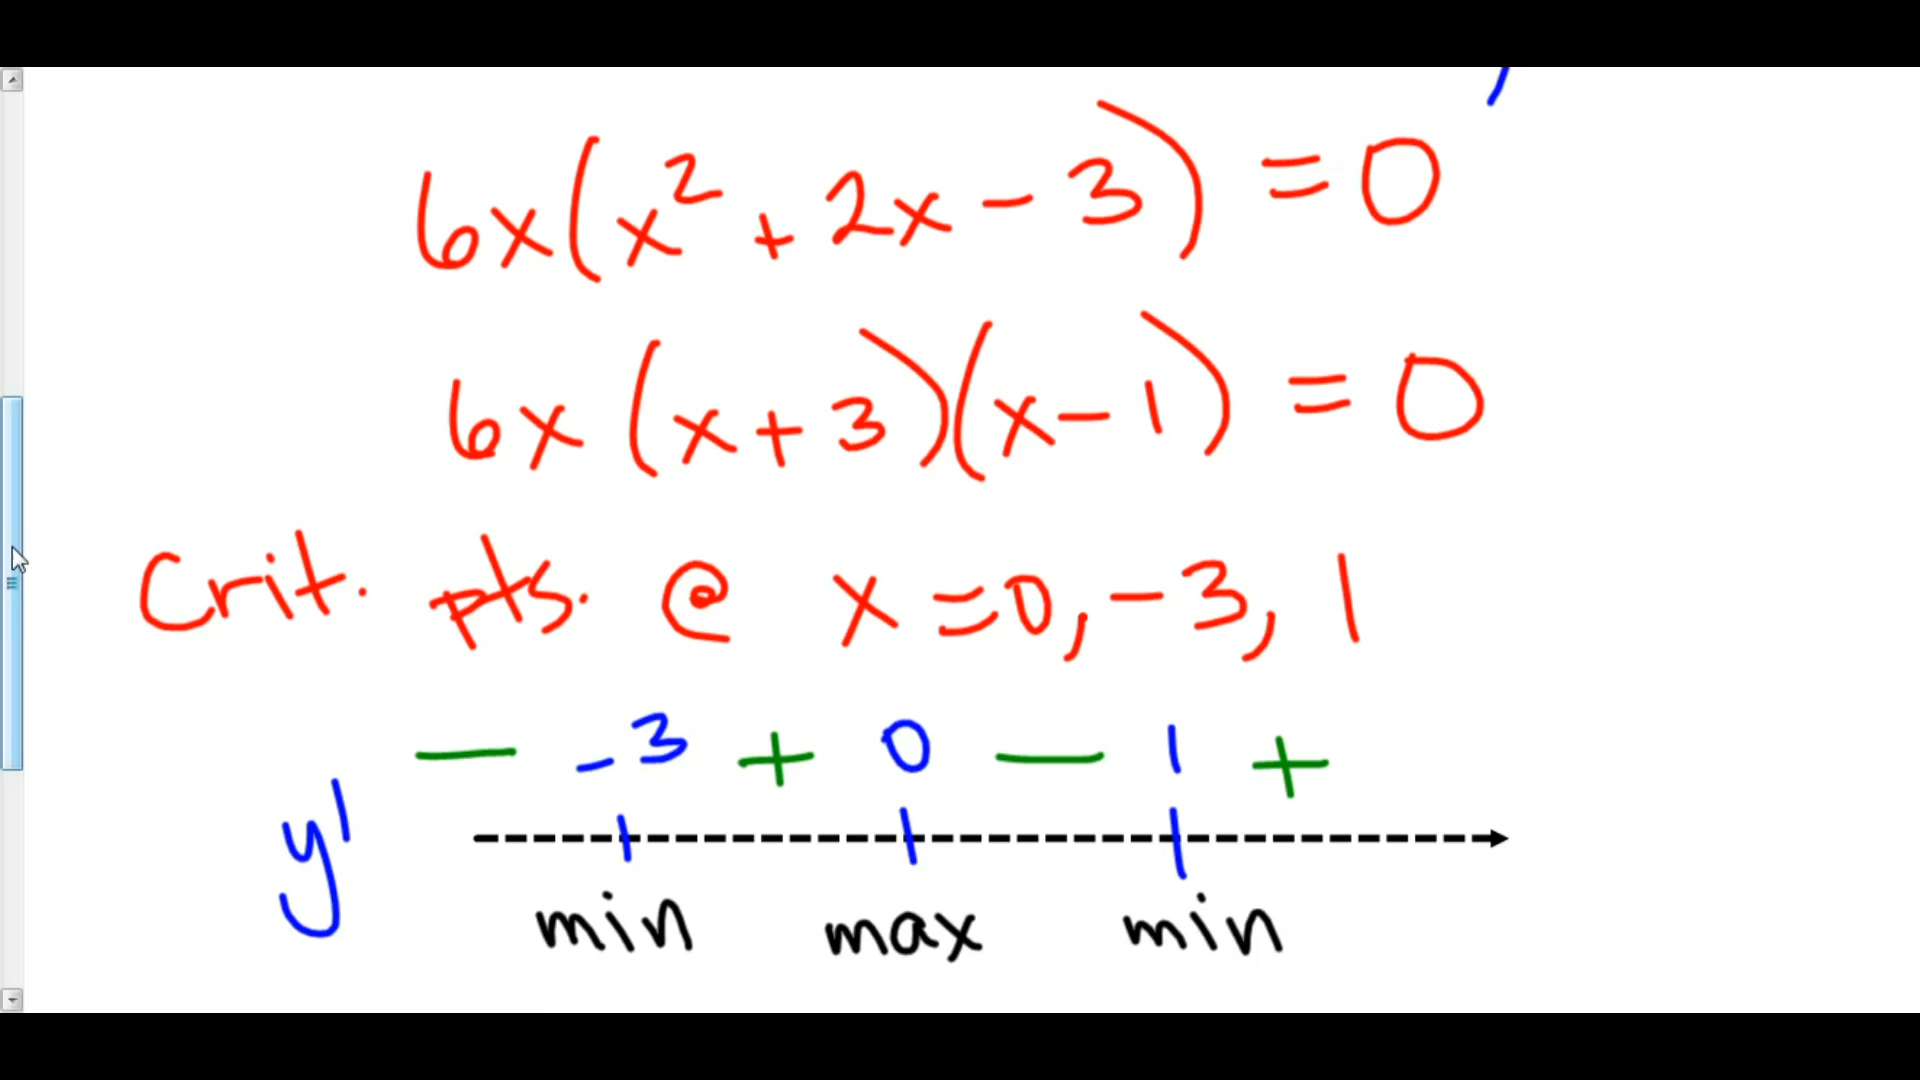 6x(x² + 2x - 3) = 0
6x(x + 3)(x - 1) = 0
Crit. pts. @ x = 0, -3, 1
— -3 + 0 — 1 +
y'
min max min